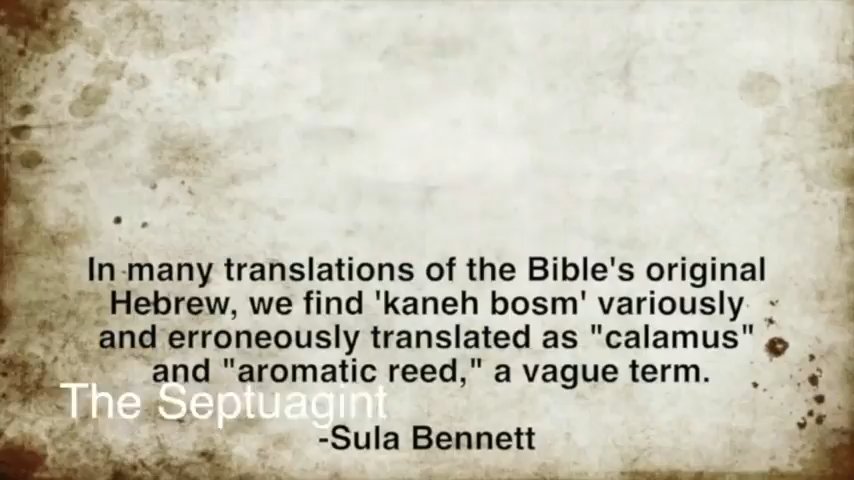 In many translations of the Bible's original
Hebrew, we find 'kaneh bosm' variously
and erroneously translated as "calamus"
and "aromatic reed," a vague term.
The Septuagint
-Sula Bennett